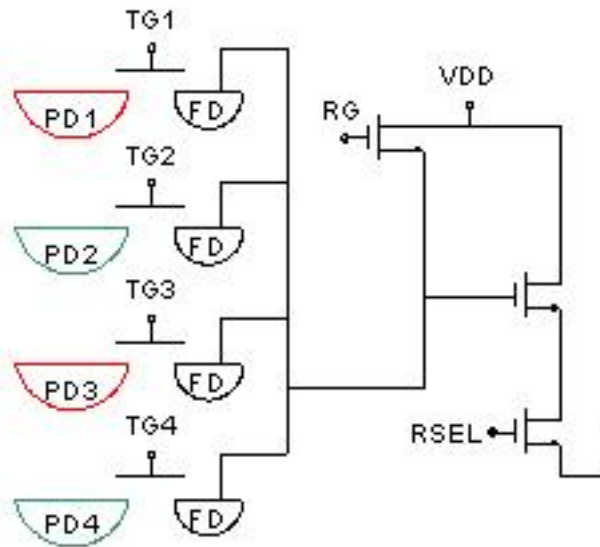 TG1
PD1
FD
VDD
RG
TG2
PD2
FD
TG3
PD3
FD
TG4
RSEL
PD4
FD